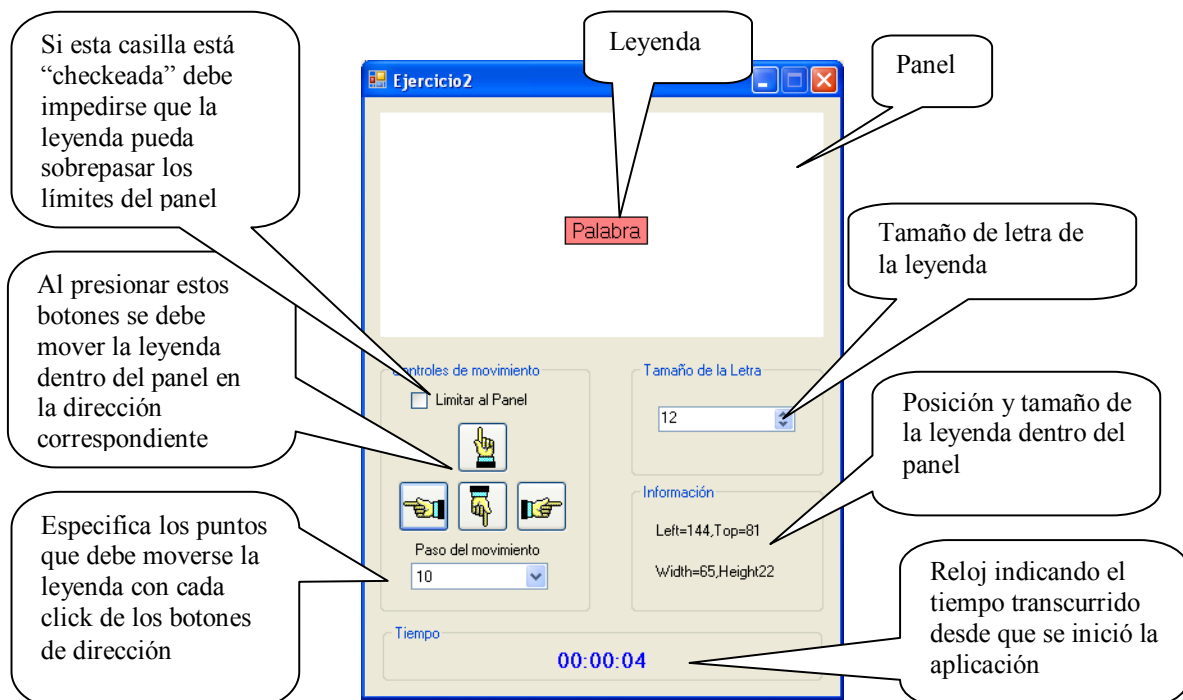 Si esta casilla está
“checkeada” debe
impedirse que la
leyenda pueda
sobrepasar los
límites del panel
Leyenda
Panel
Ejercicio2
Palabra
Tamaño de letra de
la leyenda
Al presionar estos
botones se debe
mover la leyenda
dentro del panel en
la dirección
correspondiente
Controles de movimiento
Limitar al Panel
Tamaño de la Letra
12
Posición y tamaño de
la leyenda dentro del
panel
Información
Left=144,Top=81
Width=65,Height22
Especifica los puntos
que debe moverse la
leyenda con cada
click de los botones
de dirección
Paso del movimiento
10
Reloj indicando el
tiempo transcurrido
desde que se inició la
aplicación
Tiempo
00:00:04